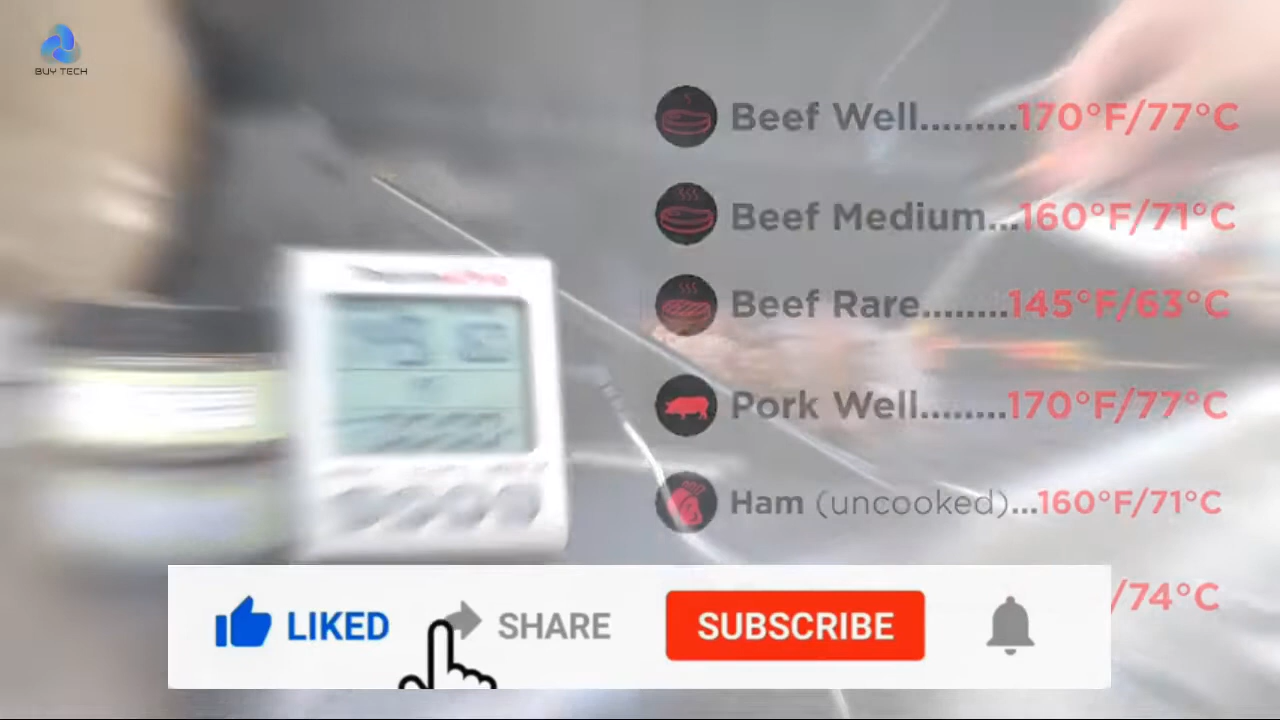 BUY TECH
Beef Well.........170°F/77°C
Beef Medium...160°F/71°C
Beef Rare........145°F/63°C
Pork Well........170°F/77°C
Ham (uncooked)...160°F/71°C
/74°C
LIKED
SHARE
SUBSCRIBE